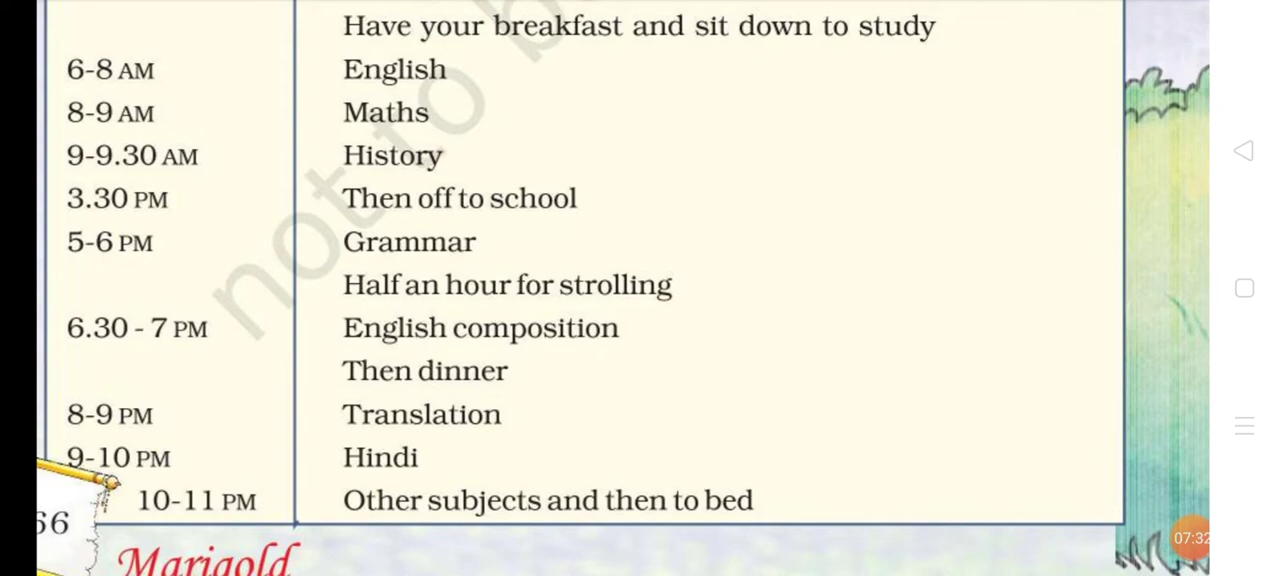 Have your breakfast and sit down to study
6-8 AM English
8-9 AM Maths
9-9.30 AM History
3.30 PM Then off to school
5-6 PM Grammar
Half an hour for strolling
6.30 - 7 PM English composition
Then dinner
8-9 PM Translation
9-10 PM Hindi
10-11 PM Other subjects and then to bed
66
Marigold
not to be
07:32